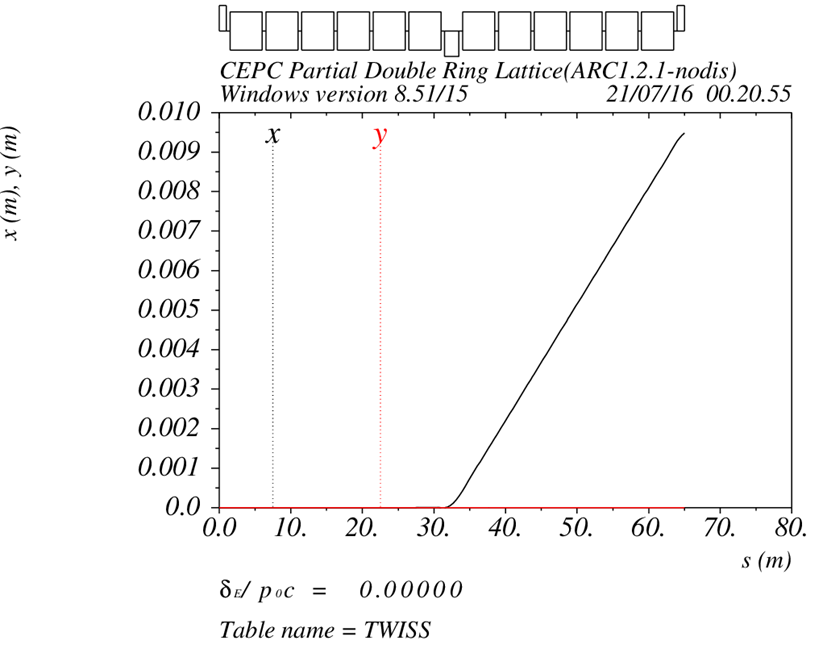 CEPC Partial Double Ring Lattice(ARC1.2.1-nodis)
Windows version 8.51/15 21/07/16 00.20.55
x (m), y (m)
0.010
0.009
0.008
0.007
0.006
0.005
0.004
0.003
0.002
0.001
0.0
x y
0.0 10. 20. 30. 40. 50. 60. 70. 80.
s (m)
δE/ p0c = 0.00000
Table name = TWISS